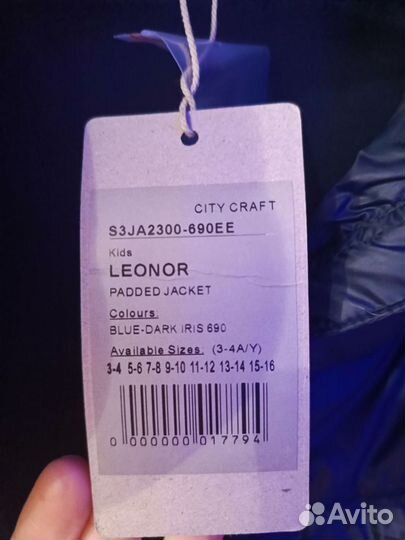 CITY CRAFT
S3JA2300-690EE
Kids
LEONOR
PADDED JACKET
Colours:
BLUE-DARK IRIS 690
Available Sizes: (3-4A/Y)
3-4 5-6 7-8 9-10 11-12 13-14 15-16
0 000000 017794
Avito